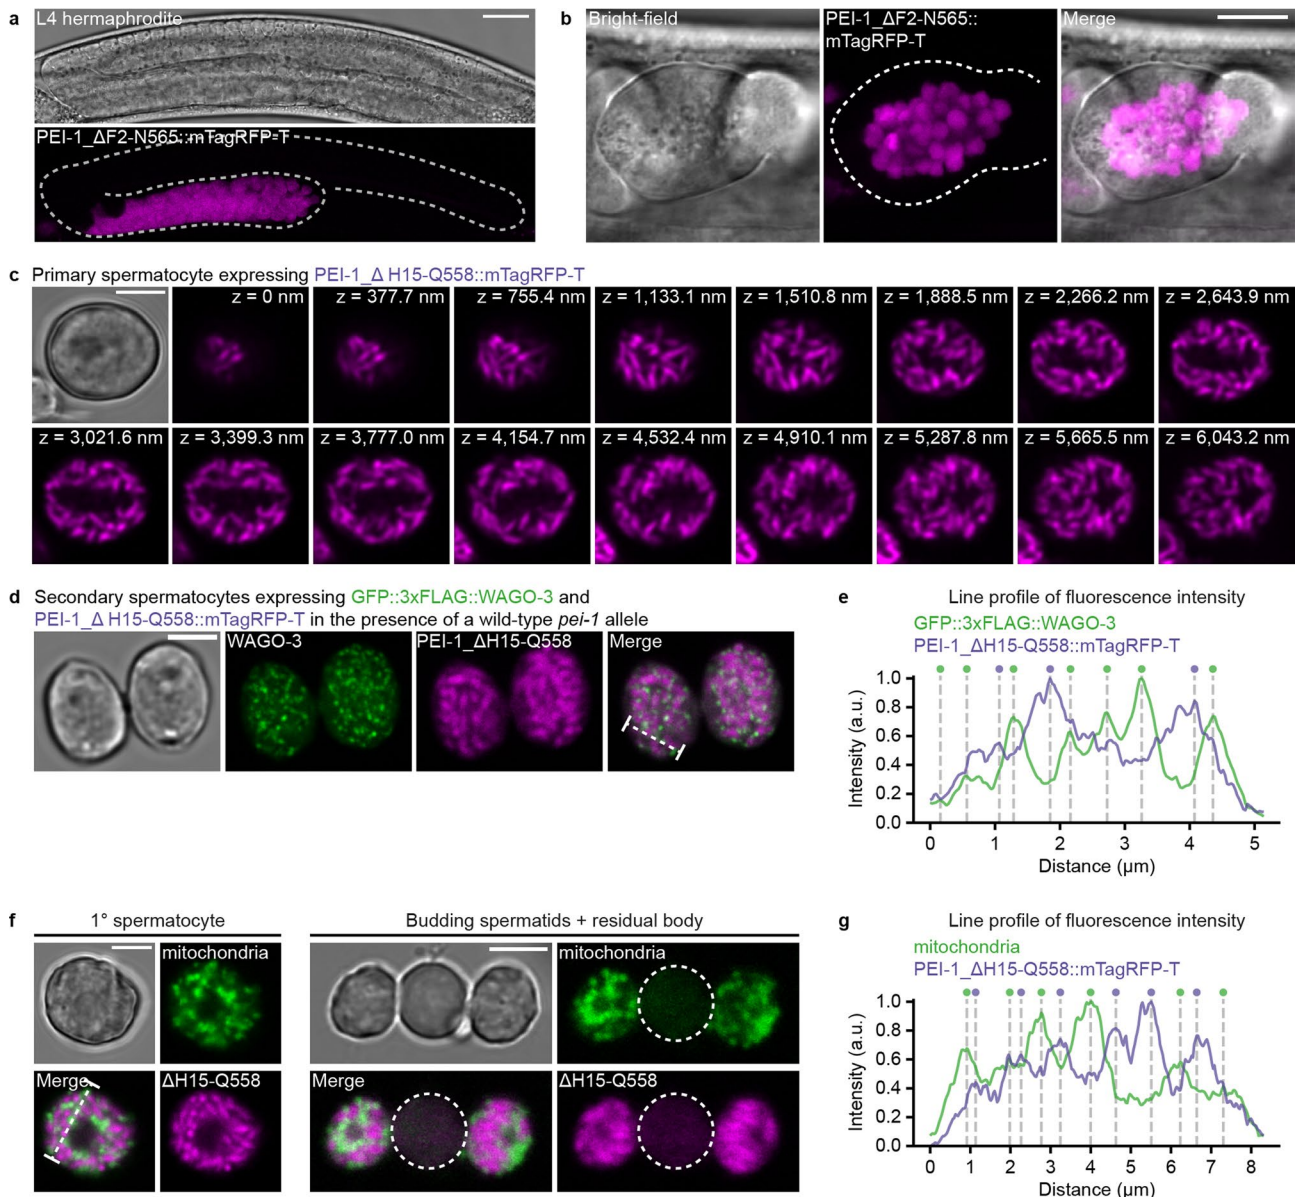 a
L4 hermaphrodite
PEI-1_ΔF2-N565::mTagRFP-T
b
Bright-field
PEI-1_ΔF2-N565::
mTagRFP-T
Merge
c Primary spermatocyte expressing PEI-1_Δ H15-Q558::mTagRFP-T
z = 0 nm
z = 377.7 nm
z = 755.4 nm
z = 1,133.1 nm
z = 1,510.8 nm
z = 1,888.5 nm
z = 2,266.2 nm
z = 2,643.9 nm
z = 3,021.6 nm
z = 3,399.3 nm
z = 3,777.0 nm
z = 4,154.7 nm
z = 4,532.4 nm
z = 4,910.1 nm
z = 5,287.8 nm
z = 5,665.5 nm
z = 6,043.2 nm
d Secondary spermatocytes expressing GFP::3xFLAG::WAGO-3 and
PEI-1_Δ H15-Q558::mTagRFP-T in the presence of a wild-type pei-1 allele
WAGO-3
PEI-1_ΔH15-Q558
Merge
e Line profile of fluorescence intensity
GFP::3xFLAG::WAGO-3
PEI-1_ΔH15-Q558::mTagRFP-T
Intensity (a.u.)
1.0
0.8
0.6
0.4
0.2
0.0
0 1 2 3 4 5
Distance (µm)
f 1° spermatocyte
mitochondria
Merge
ΔH15-Q558
Budding spermatids + residual body
mitochondria
Merge
ΔH15-Q558
g Line profile of fluorescence intensity
mitochondria
PEI-1_ΔH15-Q558::mTagRFP-T
Intensity (a.u.)
1.0
0.8
0.6
0.4
0.2
0.0
0 1 2 3 4 5 6 7 8
Distance (µm)